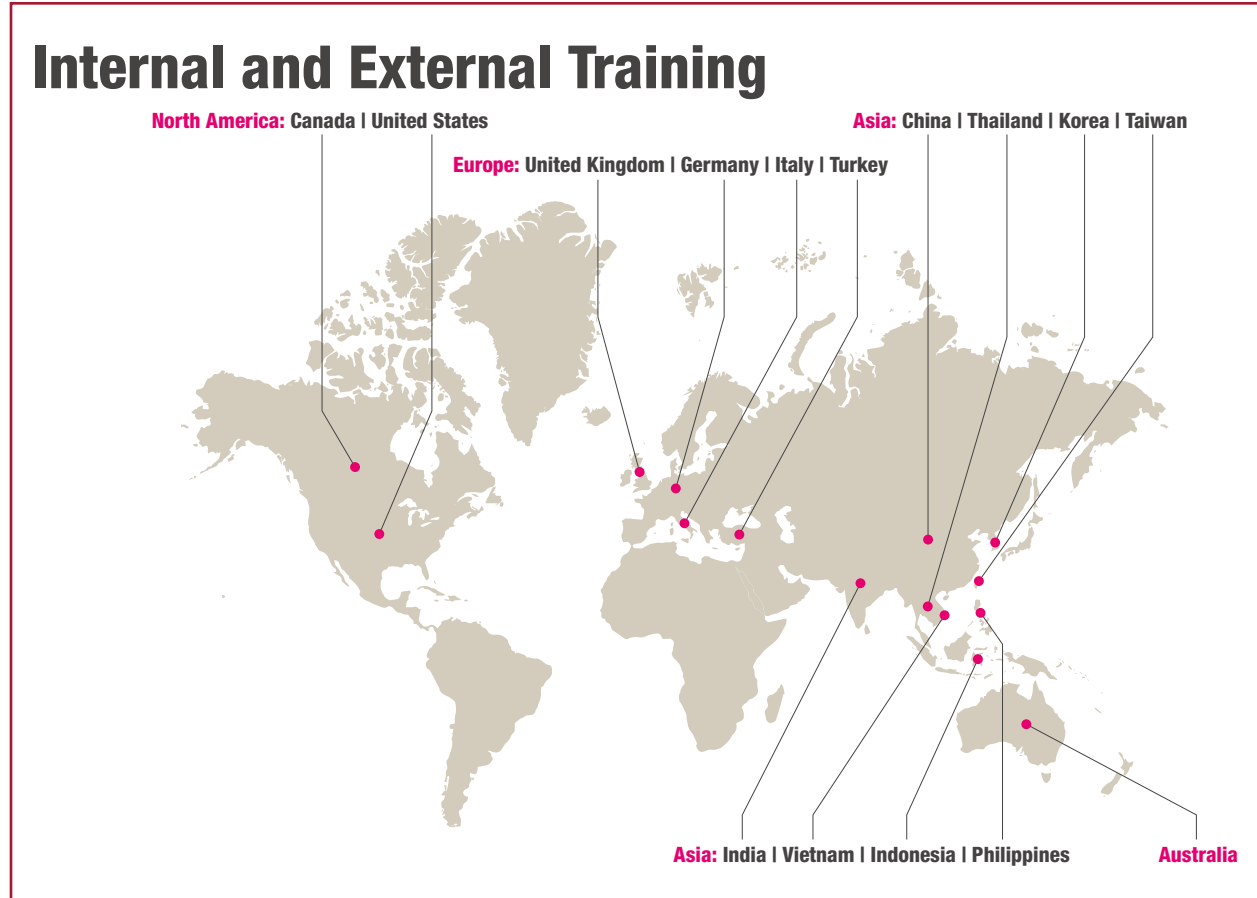 Internal and External Training
North America: Canada | United States
Asia: China | Thailand | Korea | Taiwan
Europe: United Kingdom | Germany | Italy | Turkey
Asia: India | Vietnam | Indonesia | Philippines
Australia